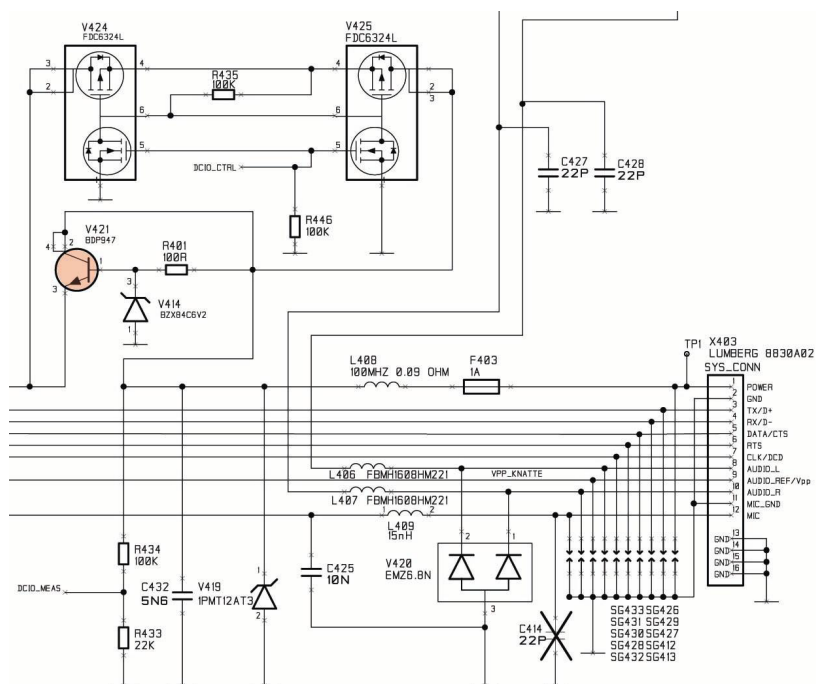 V424
FDC6324L
V425
FDC6324L
3
2
4
6
5
1
R435
100K
4
6
5
1
2
3
DCIO_CTRL
R446
100K
C427
22P
C428
22P
V421
BDP947
4
2
1
3
R401
100R
3
V414
BZX84C6V2
1
L408
100MHZ 0.09 OHM
F403
1A
TP1
X403
LUMBERG 8830A02
SYS_CONN
1 POWER
2 GND
3 TX/D+
4 RX/D-
5 DATA/CTS
6 RTS
7 CLK/DCD
8 AUDIO_L
9 AUDIO_REF/Vpp
10 AUDIO_R
11 MIC_GND
12 MIC
GND 13
GND 14
GND 15
GND 16
L406 FBMH1608HM221
VPP_KNATTE
L407 FBMH1608HM221
1 2
L409
15nH
R434
100K
DCIO_MEAS
R433
22K
C432
5N6
V419
1PMT12AT3
1
2
C425
10N
V420
EMZ6.8N
2
1
3
C414
22P
SG433 SG426
SG431 SG429
SG430 SG427
SG428 SG412
SG432 SG413